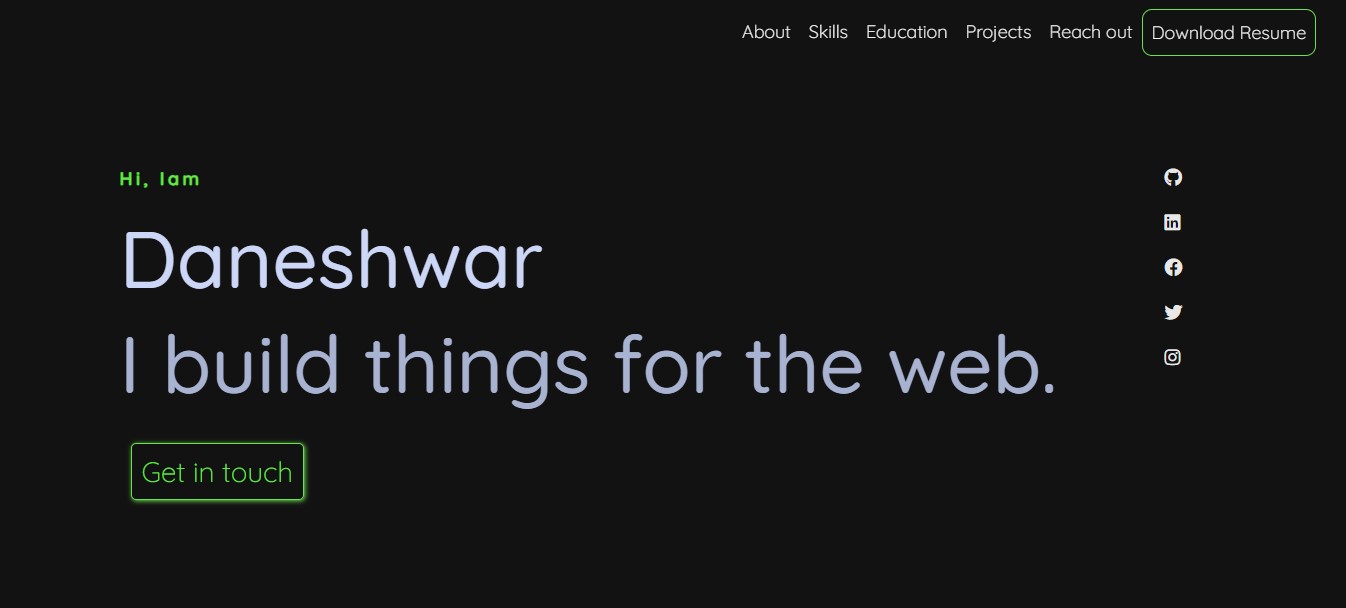 About Skills Education Projects Reach out Download Resume
Hi, Iam
Daneshwar
I build things for the web.
Get in touch